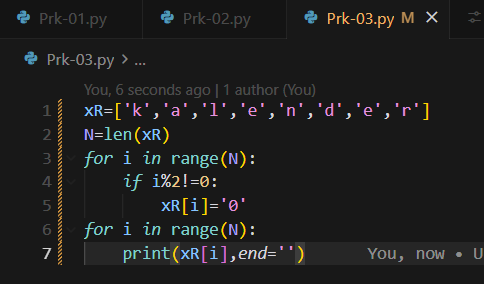 Prk-01.py Prk-02.py Prk-03.py M
Prk-03.py > ...
You, 6 seconds ago | 1 author (You)
1 xR=['k','a','l','e','n','d','e','r']
2 N=len(xR)
3 for i in range(N):
4     if i%2!=0:
5         xR[i]='0'
6 for i in range(N):
7     print(xR[i],end='') You, now • U